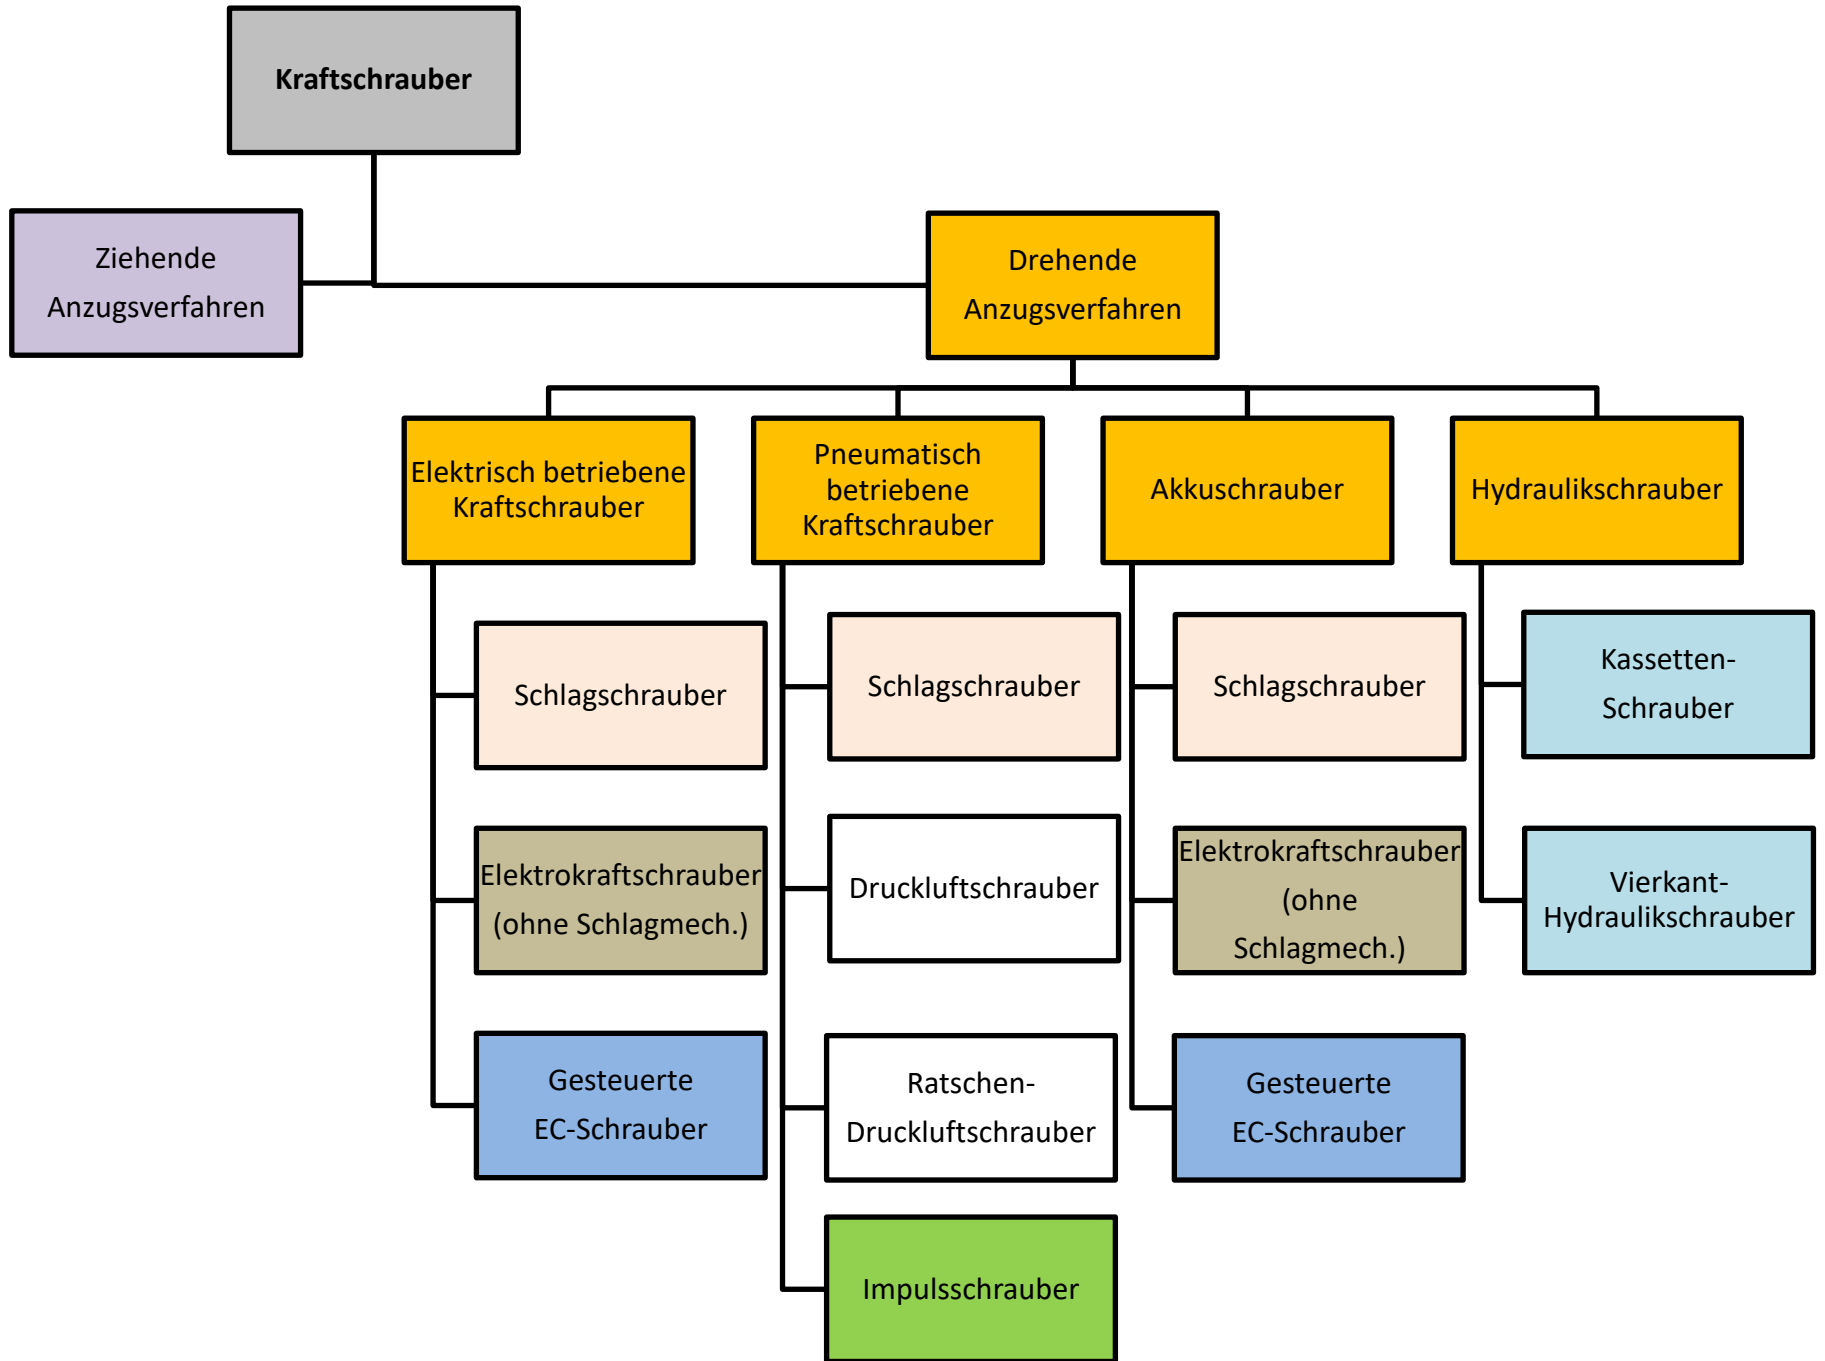 Kraftschrauber
Ziehende
Anzugsverfahren
Drehende
Anzugsverfahren
Elektrisch betriebene
Kraftschrauber
Pneumatisch
betriebene
Kraftschrauber
Akkuschrauber
Hydraulikschrauber
Schlagschrauber
Schlagschrauber
Schlagschrauber
Kassetten-
Schrauber
Elektrokraftschrauber
(ohne Schlagmech.)
Druckluftschrauber
Elektrokraftschrauber
(ohne
Schlagmech.)
Vierkant-
Hydraulikschrauber
Gesteuerte
EC-Schrauber
Ratschen-
Druckluftschrauber
Gesteuerte
EC-Schrauber
Impulsschrauber